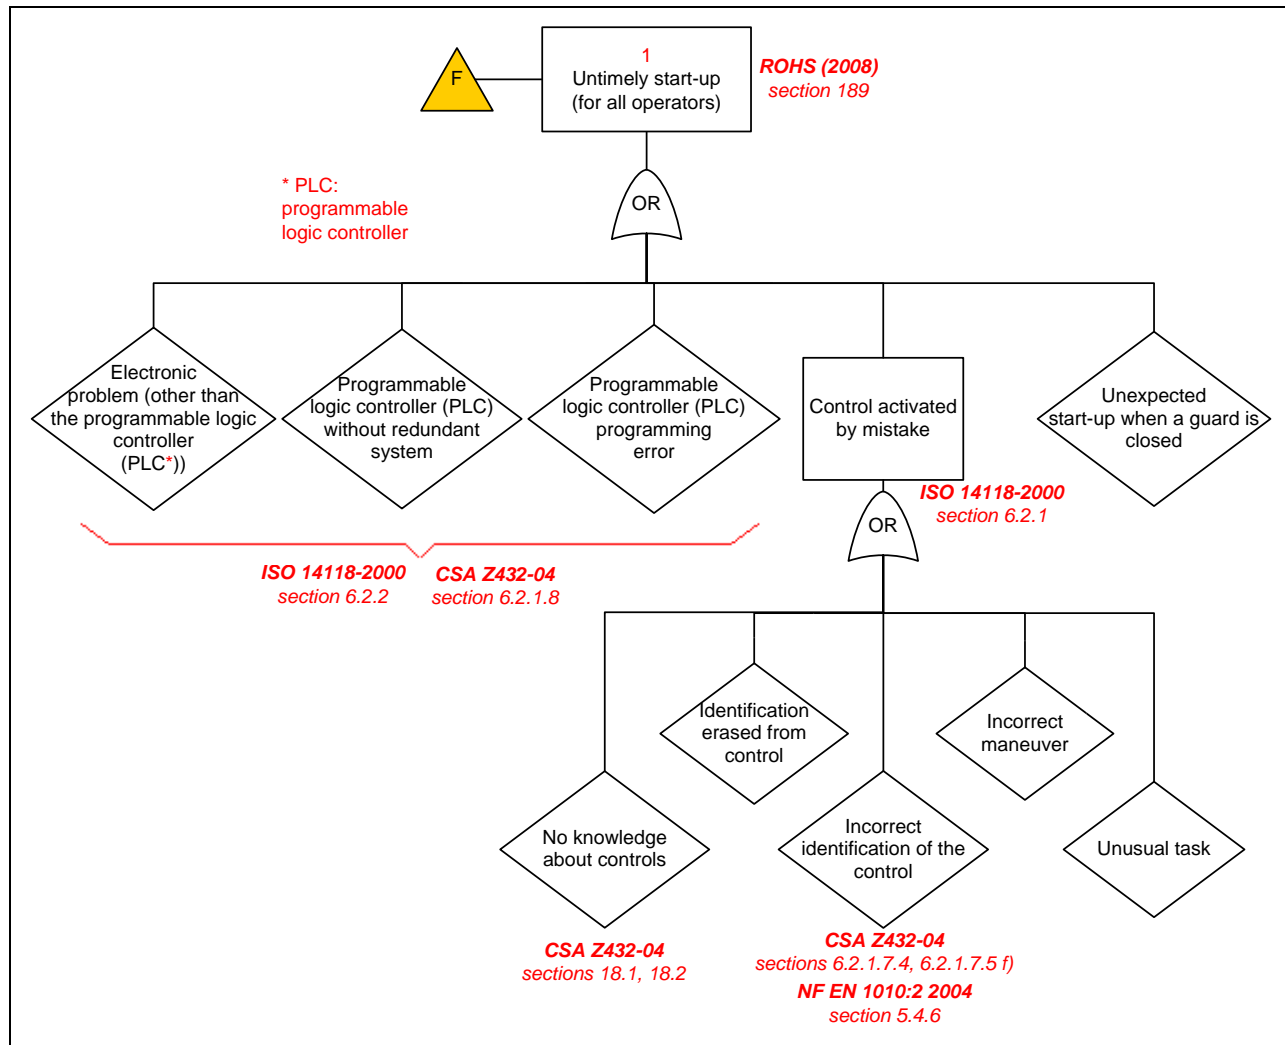 F
1
Untimely start-up
(for all operators)
ROHS (2008)
section 189
* PLC:
programmable
logic controller
OR
Electronic
problem (other than
the programmable logic
controller
(PLC*))
Programmable
logic controller (PLC)
without redundant
system
Programmable
logic controller (PLC)
programming
error
Control activated
by mistake
Unexpected
start-up when a guard is
closed
ISO 14118-2000
section 6.2.1
OR
ISO 14118-2000
section 6.2.2
CSA Z432-04
section 6.2.1.8
Identification
erased from
control
Incorrect
maneuver
No knowledge
about controls
Incorrect
identification of the
control
Unusual task
CSA Z432-04
sections 18.1, 18.2
CSA Z432-04
sections 6.2.1.7.4, 6.2.1.7.5 f)
NF EN 1010:2 2004
section 5.4.6